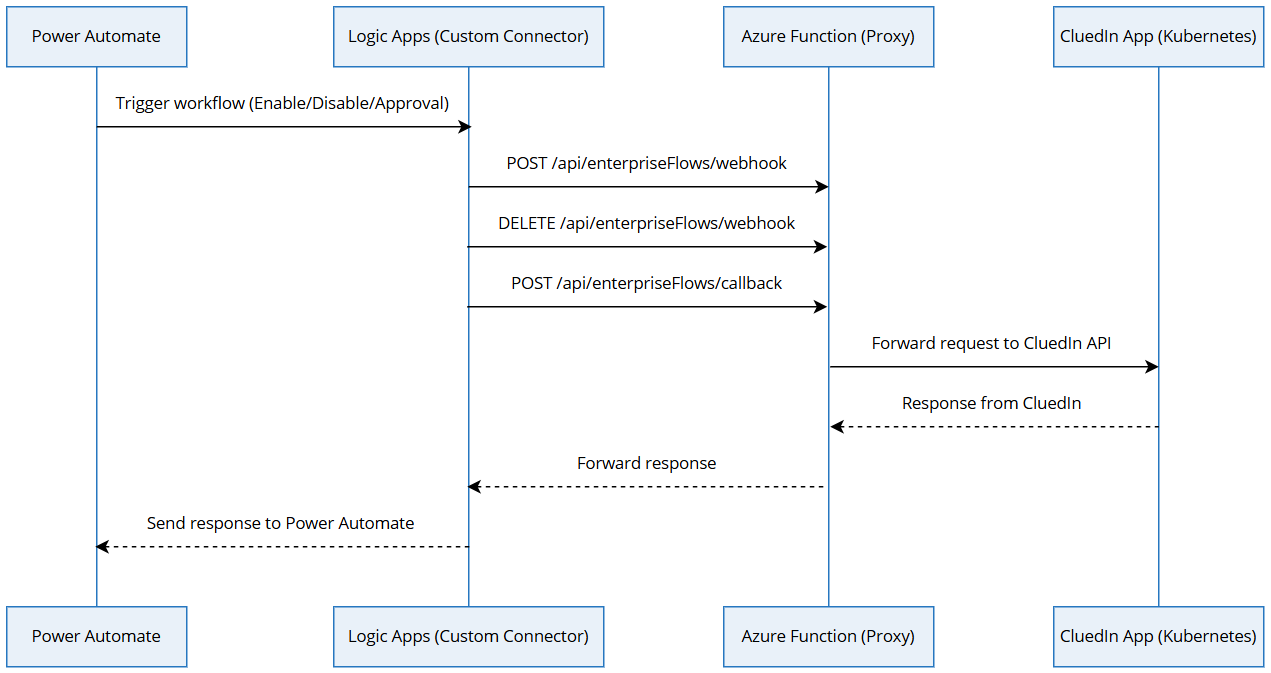 Power Automate
Logic Apps (Custom Connector)
Azure Function (Proxy)
CluedIn App (Kubernetes)
Trigger workflow (Enable/Disable/Approval)
POST /api/enterpriseFlows/webhook
DELETE /api/enterpriseFlows/webhook
POST /api/enterpriseFlows/callback
Forward request to CluedIn API
Response from CluedIn
Forward response
Send response to Power Automate
Power Automate
Logic Apps (Custom Connector)
Azure Function (Proxy)
CluedIn App (Kubernetes)